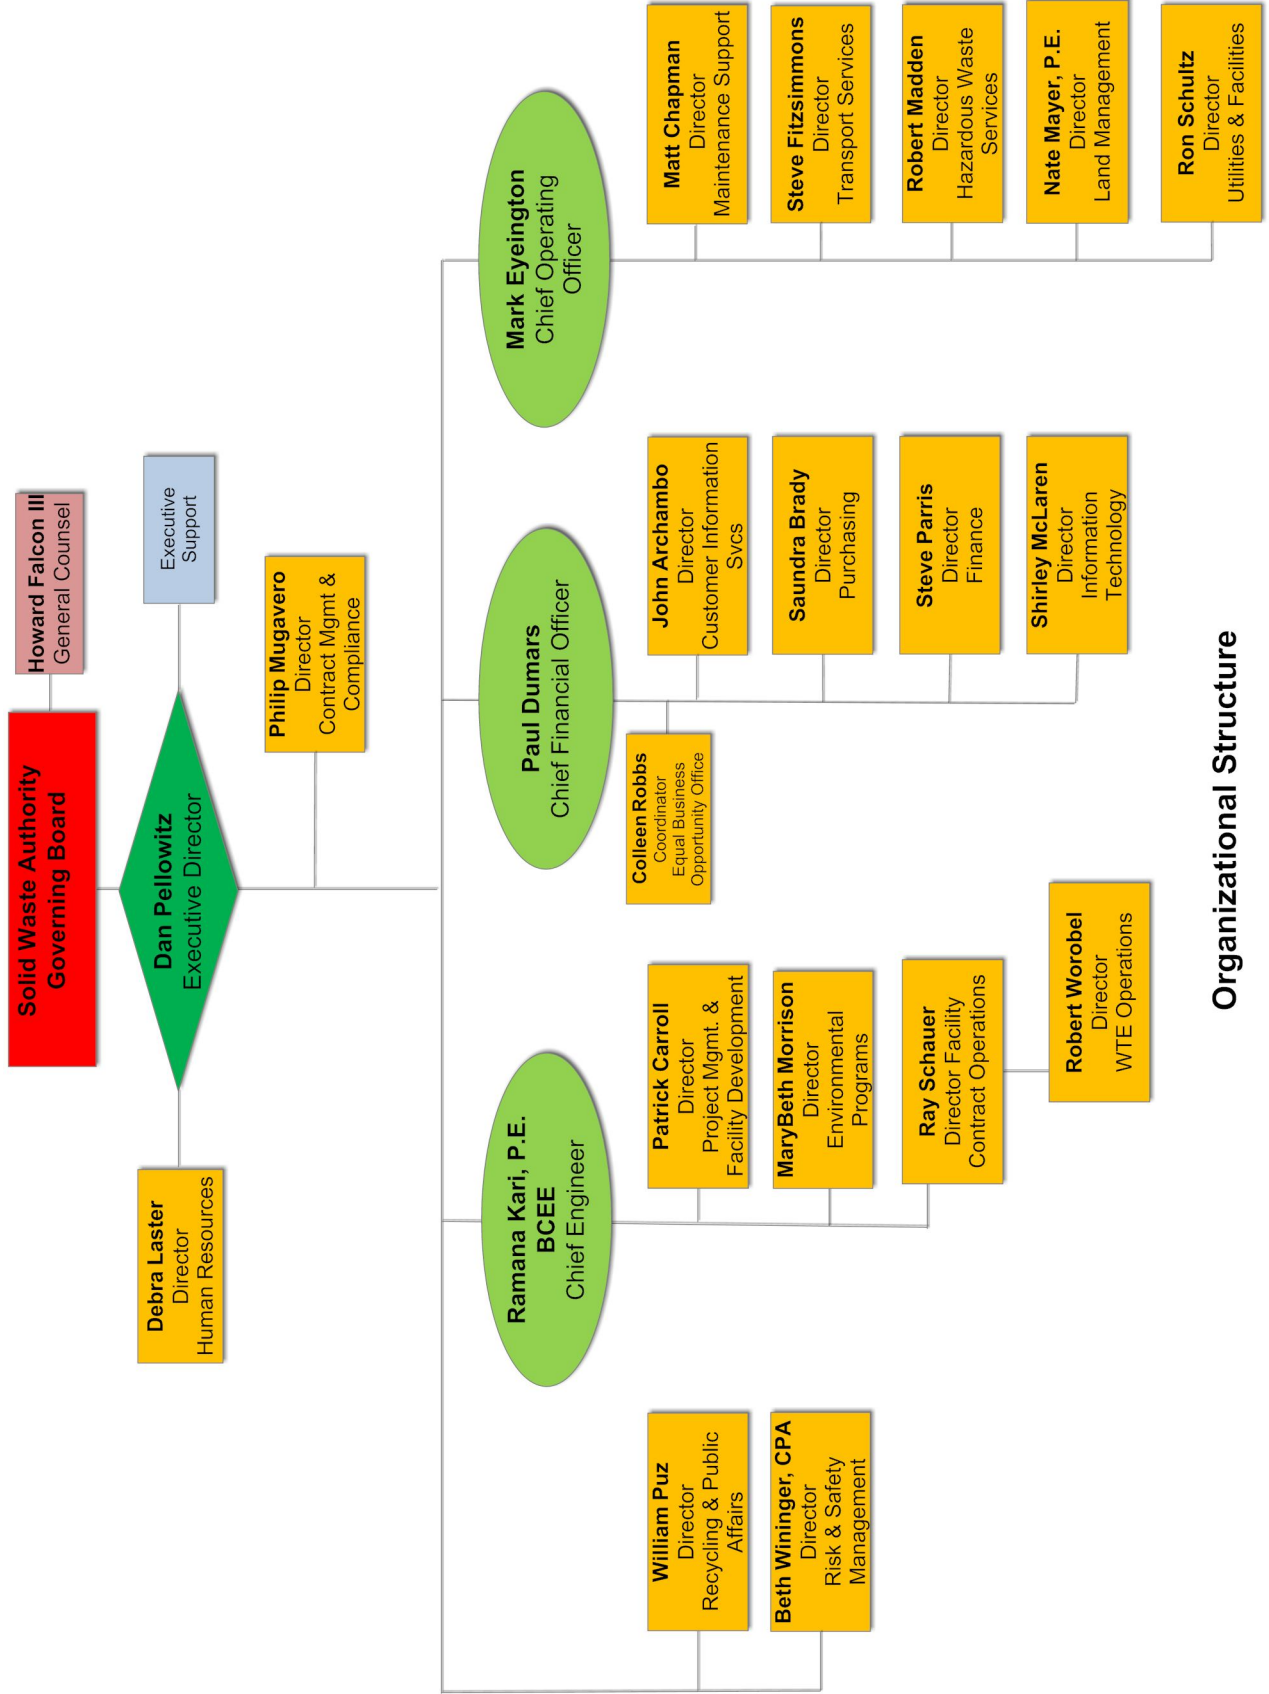 Solid Waste Authority
Governing Board
Howard Falcon III
General Counsel
Debra Laster
Director
Human Resources
Dan Pellowitz
Executive Director
Executive
Support
Philip Mugavero
Director
Contract Mgmt &
Compliance
Ramana Kari, P.E.
BCEE
Chief Engineer
Paul Dumars
Chief Financial Officer
Mark Eyeington
Chief Operating
Officer
William Puz
Director
Recycling & Public
Affairs
Beth Wininger, CPA
Director
Risk & Safety
Management
Patrick Carroll
Director
Project Mgmt. &
Facility Development
MaryBeth Morrison
Director
Environmental
Programs
Ray Schauer
Director Facility
Contract Operations
Robert Worobel
Director
WTE Operations
Colleen Robbs
Coordinator
Equal Business
Opportunity Office
John Archambo
Director
Customer Information
Svcs
Saundra Brady
Director
Purchasing
Steve Parris
Director
Finance
Shirley McLaren
Director
Information
Technology
Matt Chapman
Director
Maintenance Support
Steve Fitzsimmons
Director
Transport Services
Robert Madden
Director
Hazardous Waste
Services
Nate Mayer, P.E.
Director
Land Management
Ron Schultz
Director
Utilities & Facilities
Organizational Structure